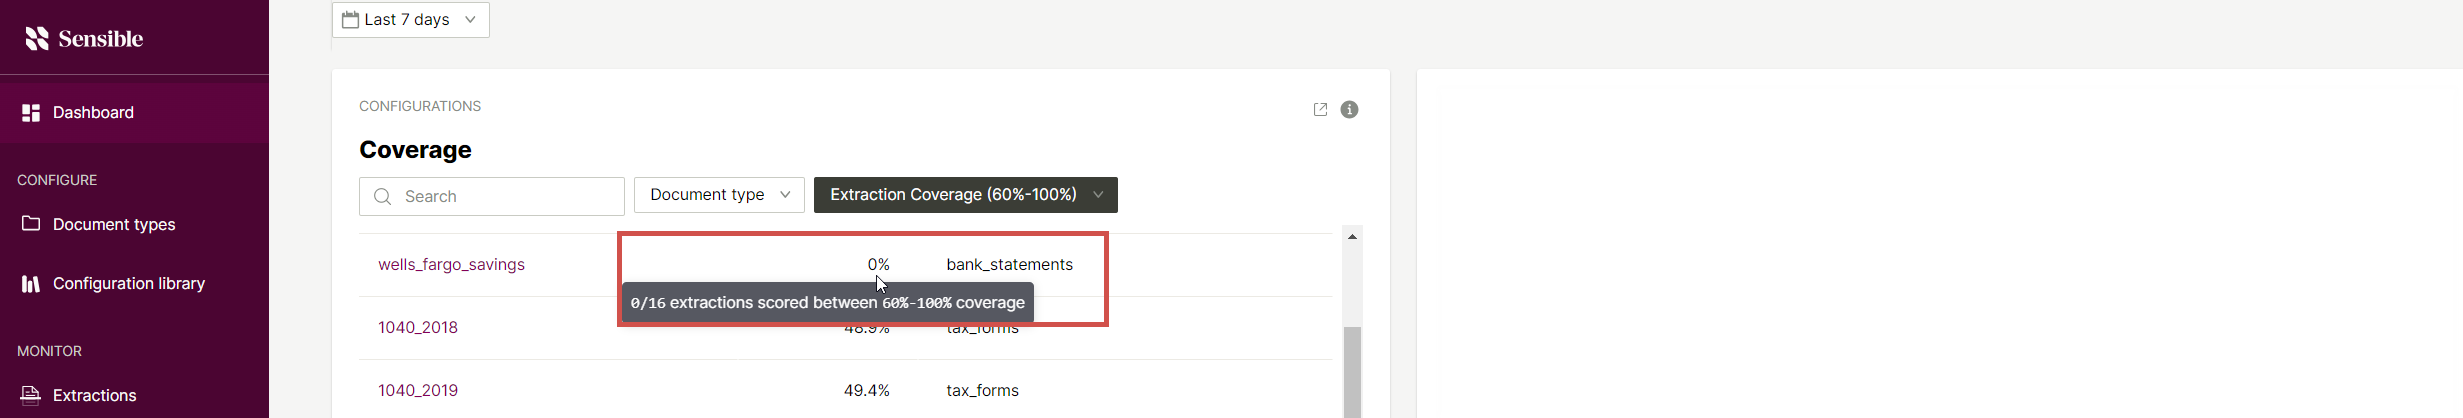 Sensible
Dashboard
CONFIGURE
Document types
Configuration library
MONITOR
Extractions
Last 7 days
CONFIGURATIONS
Coverage
Search
Document type
Extraction Coverage (60%-100%)
wells_fargo_savings 0% bank_statements
0/16 extractions scored between 60%-100% coverage
1040_2018 48.9% tax_forms
1040_2019 49.4% tax_forms